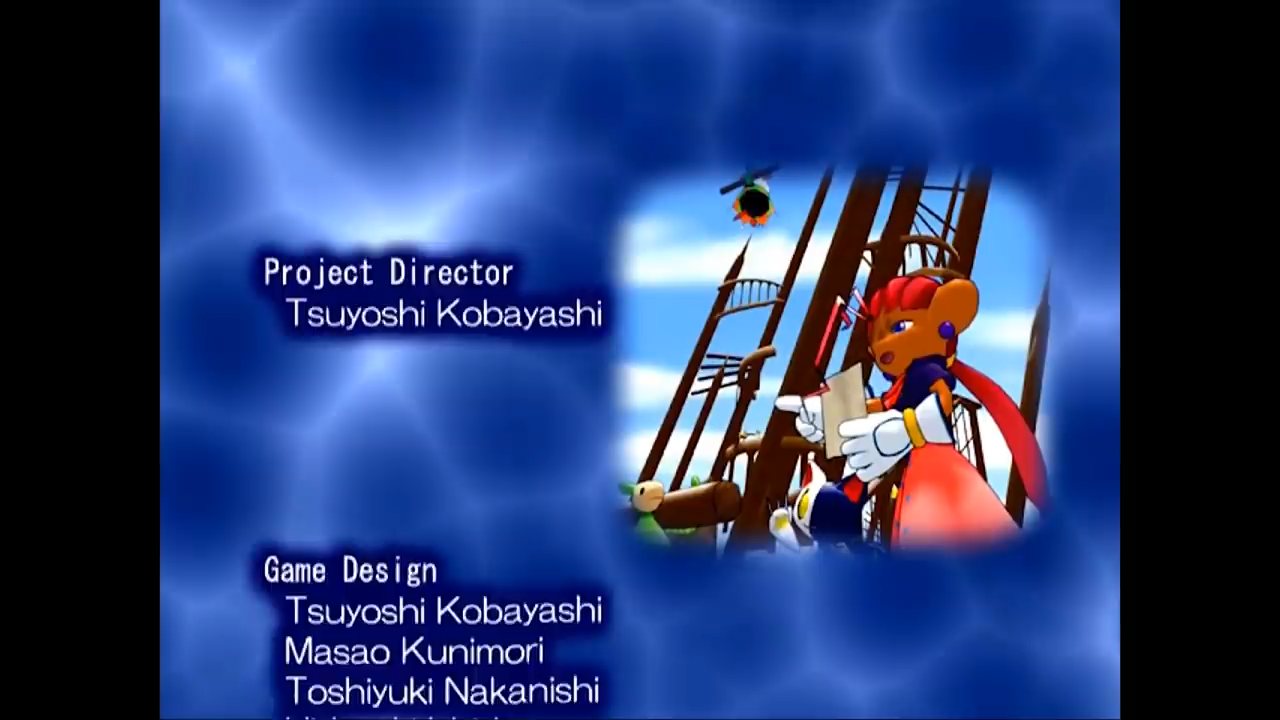 Project Director
Tsuyoshi Kobayashi
Game Design
Tsuyoshi Kobayashi
Masao Kunimori
Toshiyuki Nakanishi